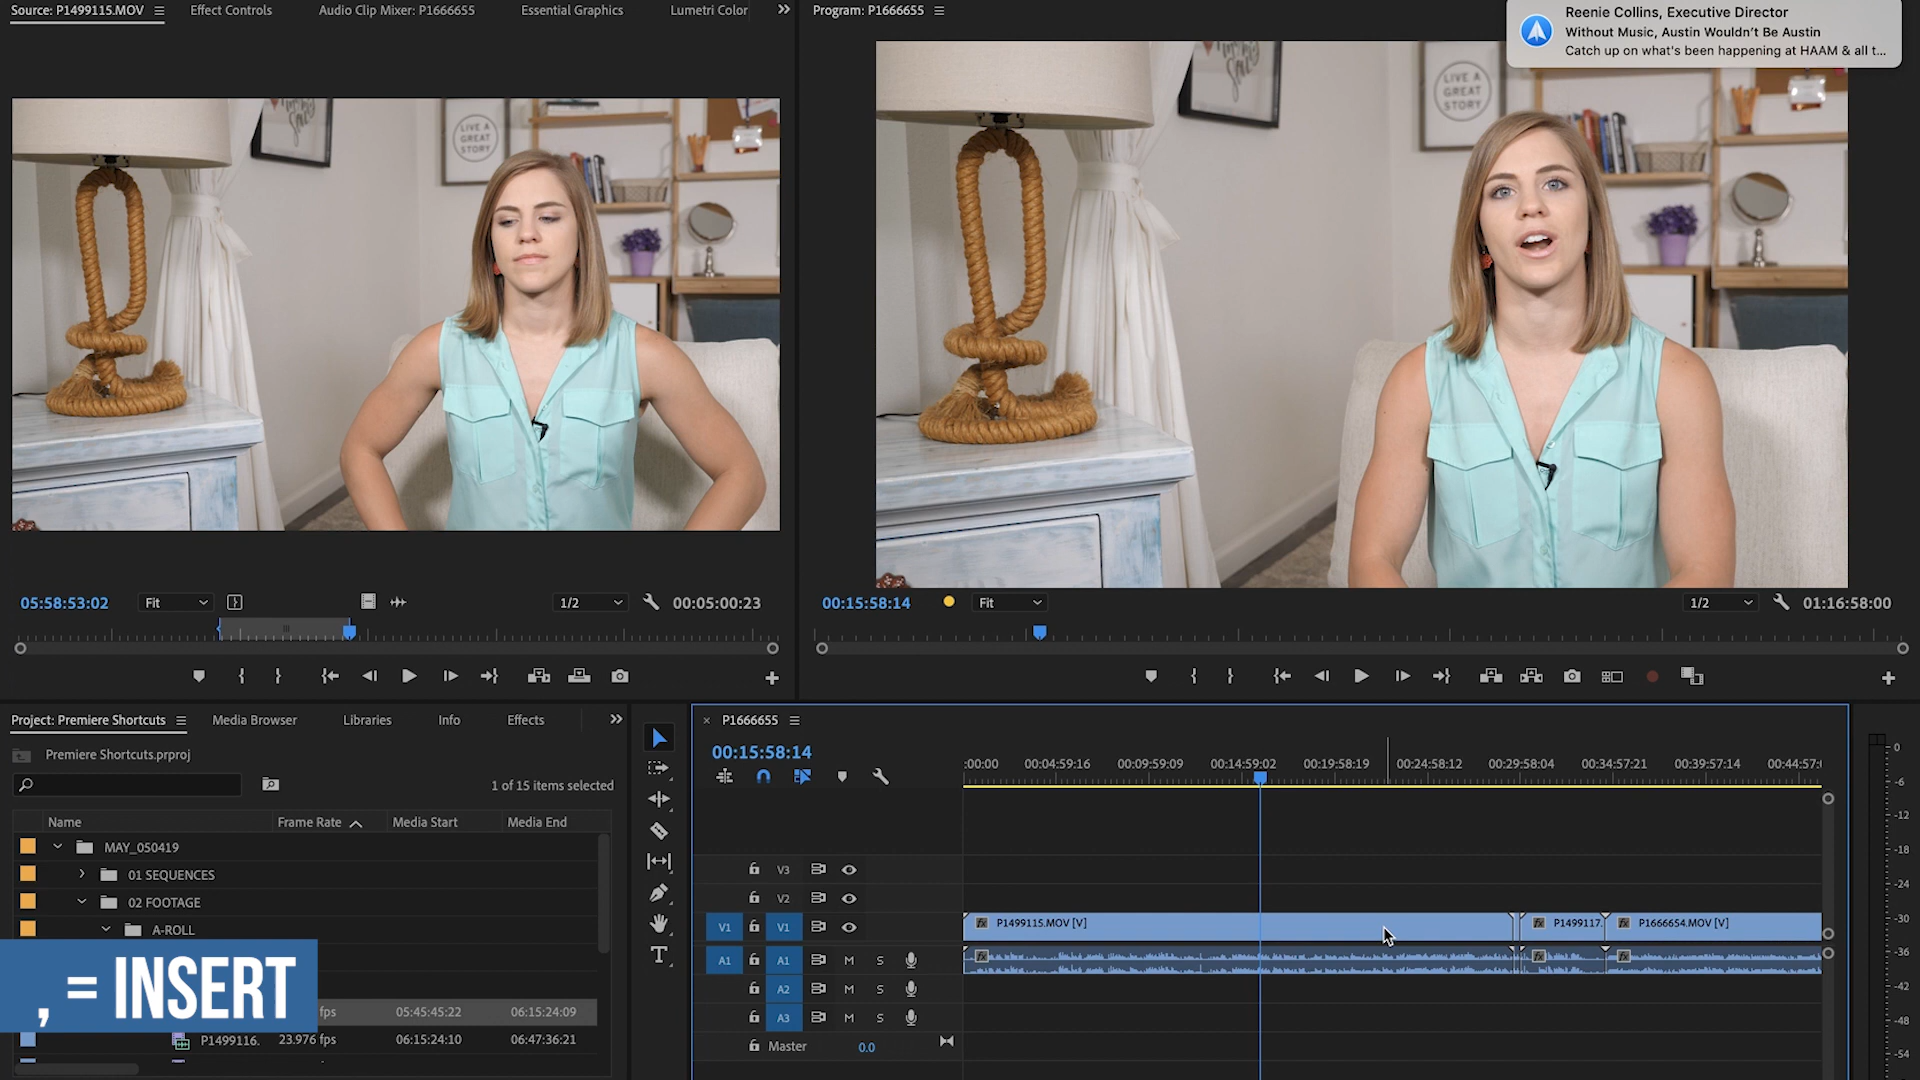 Source: P1499115.MOV
Effect Controls
Audio Clip Mixer: P1666655
Essential Graphics
Lumetri Color
Program: P1666655
Reenie Collins, Executive Director
Without Music, Austin Wouldn't Be Austin
Catch up on what's been happening at HAAM & all t...
LIVE A
GREAT
STORY
LIVE A
GREAT
STORY
05:58:53:02
Fit
1/2
00:05:00:23
00:15:58:14
Fit
1/2
01:16:58:00
Project: Premiere Shortcuts
Media Browser
Libraries
Info
Effects
Premiere Shortcuts.prproj
1 of 15 items selected
Name
Frame Rate
Media Start
Media End
MAY_050419
01 SEQUENCES
02 FOOTAGE
A-ROLL
fps
05:45:45:22
06:15:24:09
P1499116.
23.976 fps
06:15:24:10
06:47:36:21
, = INSERT
T
P1666655
00:15:58:14
:00:00
00:04:59:16
00:09:59:09
00:14:59:02
00:19:58:19
00:24:58:12
00:29:58:04
00:34:57:21
00:39:57:14
00:44:57:
V3
V2
V1
V1
P1499115.MOV [V]
P1499117.
P1666654.MOV [V]
A1
A1
M
S
A2
M
S
A3
M
S
Master
0.0
0
-6
-12
-18
-24
-30
-36
-42
-48
-54